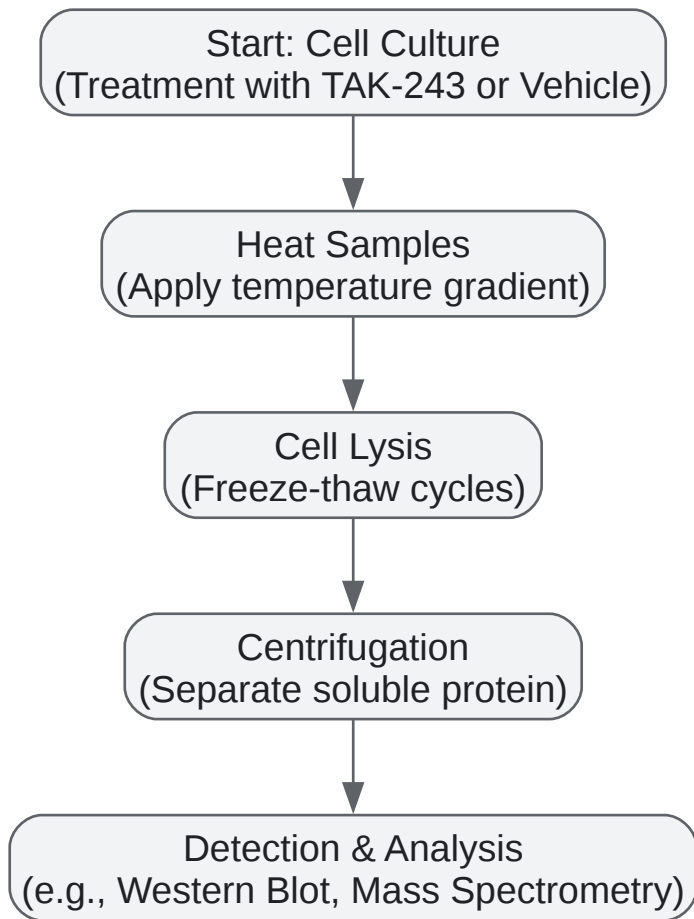 Start: Cell Culture
(Treatment with TAK-243 or Vehicle)
Heat Samples
(Apply temperature gradient)
Cell Lysis
(Freeze-thaw cycles)
Centrifugation
(Separate soluble protein)
Detection & Analysis
(e.g., Western Blot, Mass Spectrometry)